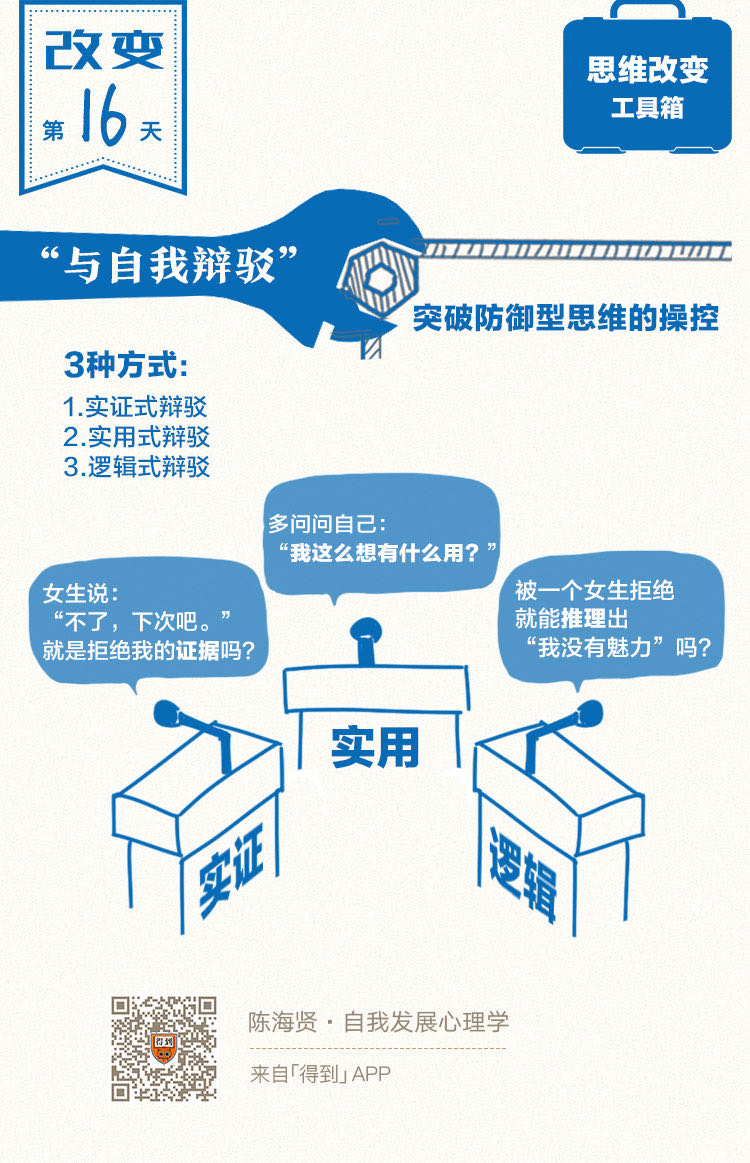 改变
第16天
思维改变
工具箱
“与自我辩驳”
突破防御型思维的操控
3种方式：
1.实证式辩驳
2.实用式辩驳
3.逻辑式辩驳
多问问自己：
“我这么想有什么用？”
女生说：
“不了，下次吧。”
就是拒绝我的证据吗？
被一个女生拒绝
就能推理出
“我没有魅力”吗？
实用
实证
逻辑
得到
陈海贤·自我发展心理学
来自「得到」APP